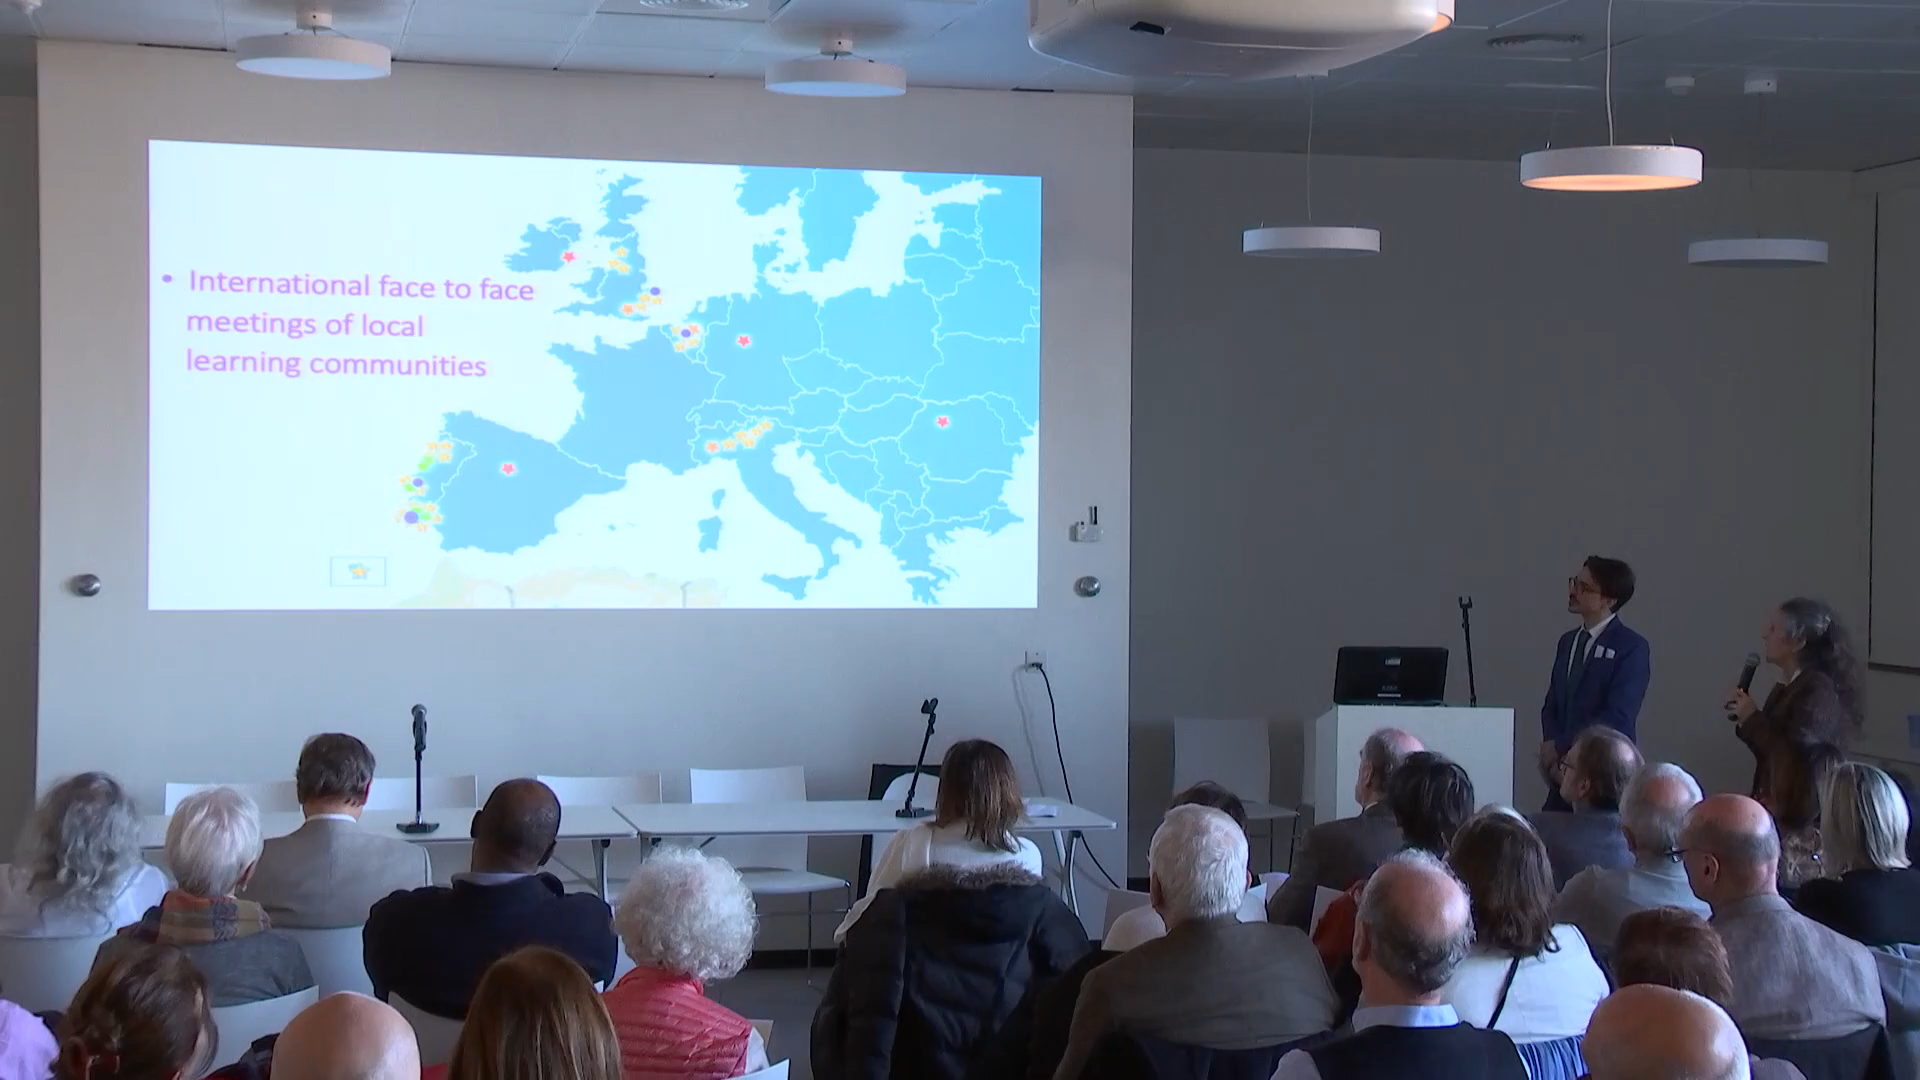 • International face to face
meetings of local
learning communities